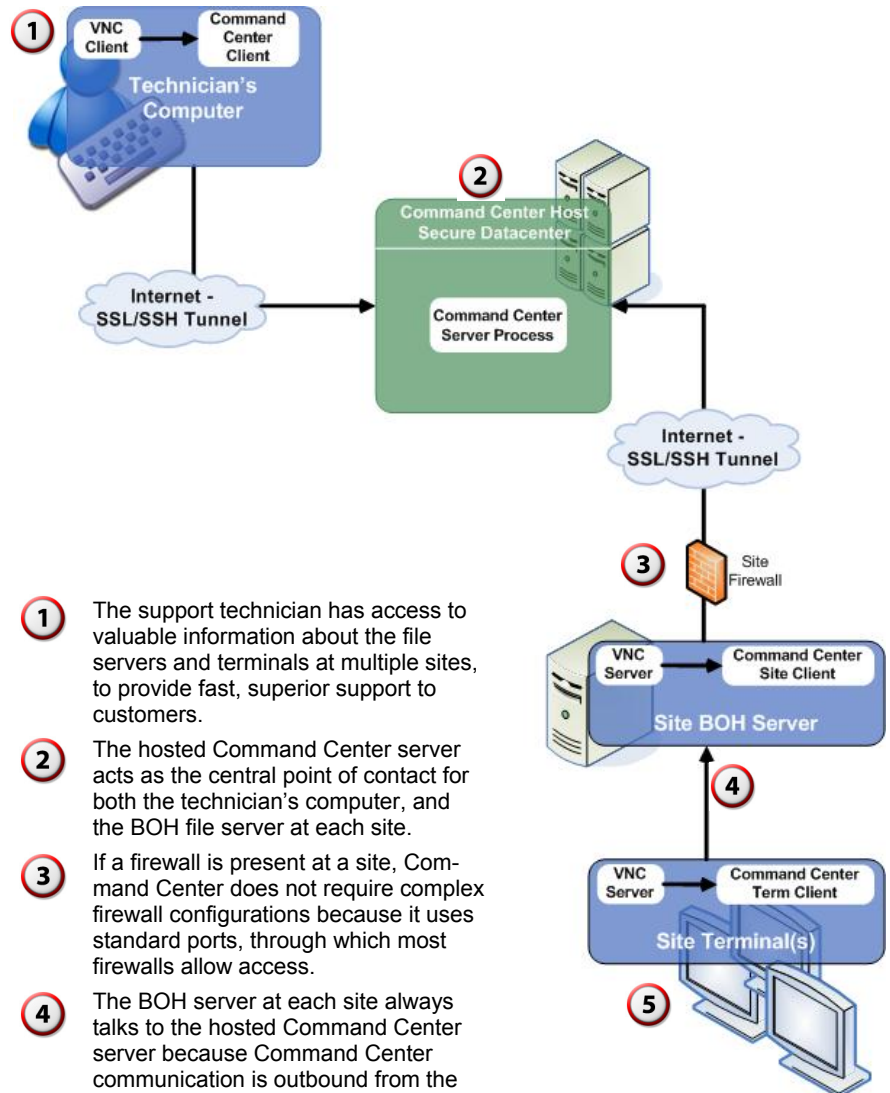 1
VNC
Client
Command
Center
Client
Technician's
Computer
2
Command Center Host
Secure Datacenter
Internet -
SSL/SSH Tunnel
Command Center
Server Process
Internet -
SSL/SSH Tunnel
3
Site
Firewall
VNC
Server
Command Center
Site Client
Site BOH Server
4
VNC
Server
Command Center
Term Client
Site Terminal(s)
5
1
The support technician has access to
valuable information about the file
servers and terminals at multiple sites,
to provide fast, superior support to
customers.
2
The hosted Command Center server
acts as the central point of contact for
both the technician's computer, and
the BOH file server at each site.
3
If a firewall is present at a site, Com-
mand Center does not require complex
firewall configurations because it uses
standard ports, through which most
firewalls allow access.
4
The BOH server at each site always
talks to the hosted Command Center
server because Command Center
communication is outbound from the